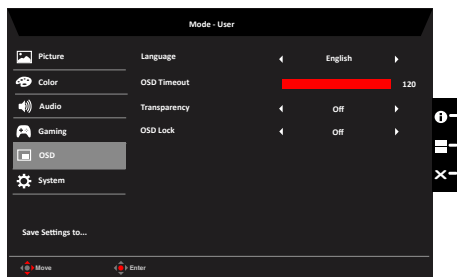 Mode - User
Picture
Language English
Color
OSD Timeout 120
Audio
Transparency Off
Gaming
OSD Lock Off
OSD
System
Save Settings to...
Move Enter